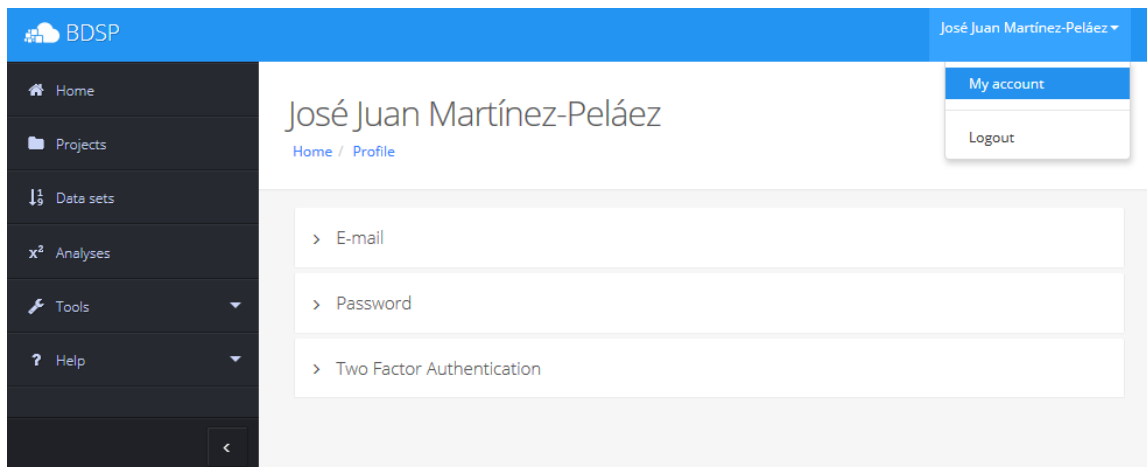 BDSP
José Juan Martínez-Peláez
Home
Projects
Data sets
x² Analyses
Tools
? Help
My account
Logout
José Juan Martínez-Peláez
Home / Profile
E-mail
Password
Two Factor Authentication